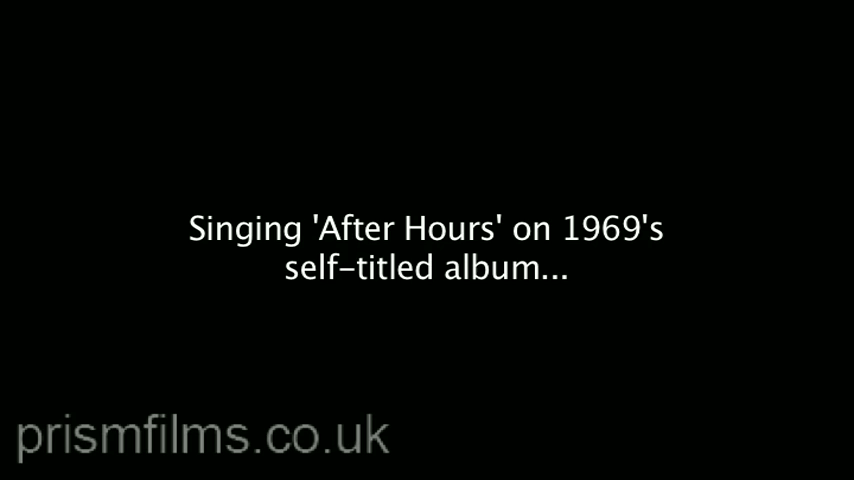 Singing 'After Hours' on 1969's
self-titled album...
prismfilms.co.uk